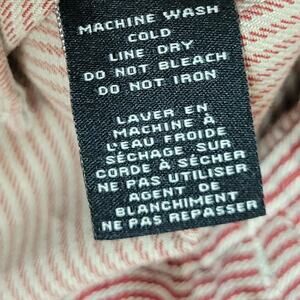 MACHINE WASH
COLD
LINE DRY
DO NOT BLEACH
DO NOT IRON
LAVER EN
MACHINE À
L'EAU FROIDE
SÉCHAGE SUR
CORDE À SÉCHER
NE PAS UTILISER
AGENT DE
BLANCHIMENT
NE PAS REPASSER